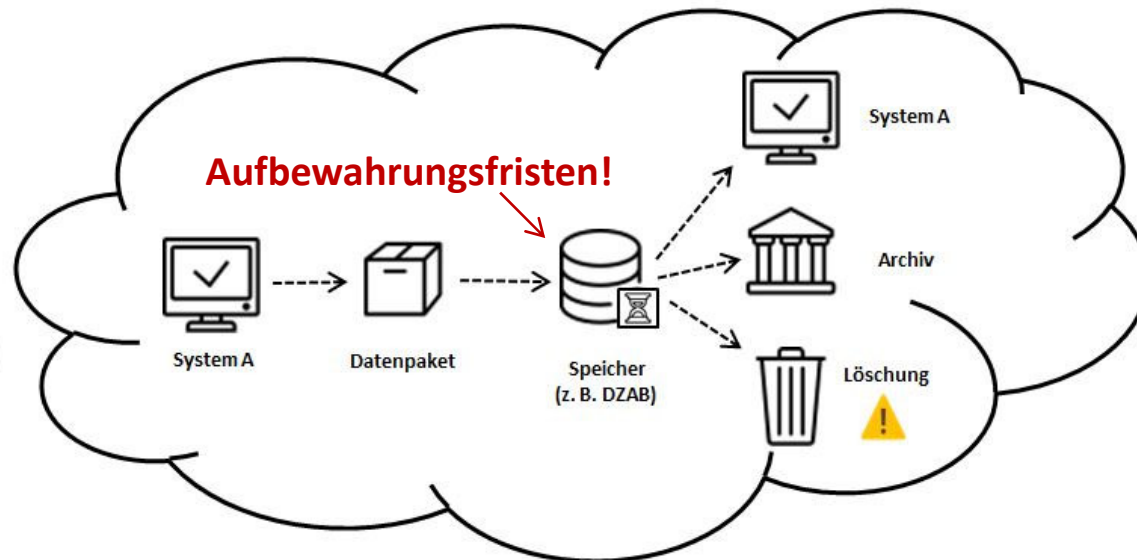 System A
Aufbewahrungsfristen!
Archiv
System A
Datenpaket
Speicher
(z. B. DZAB)
Löschung